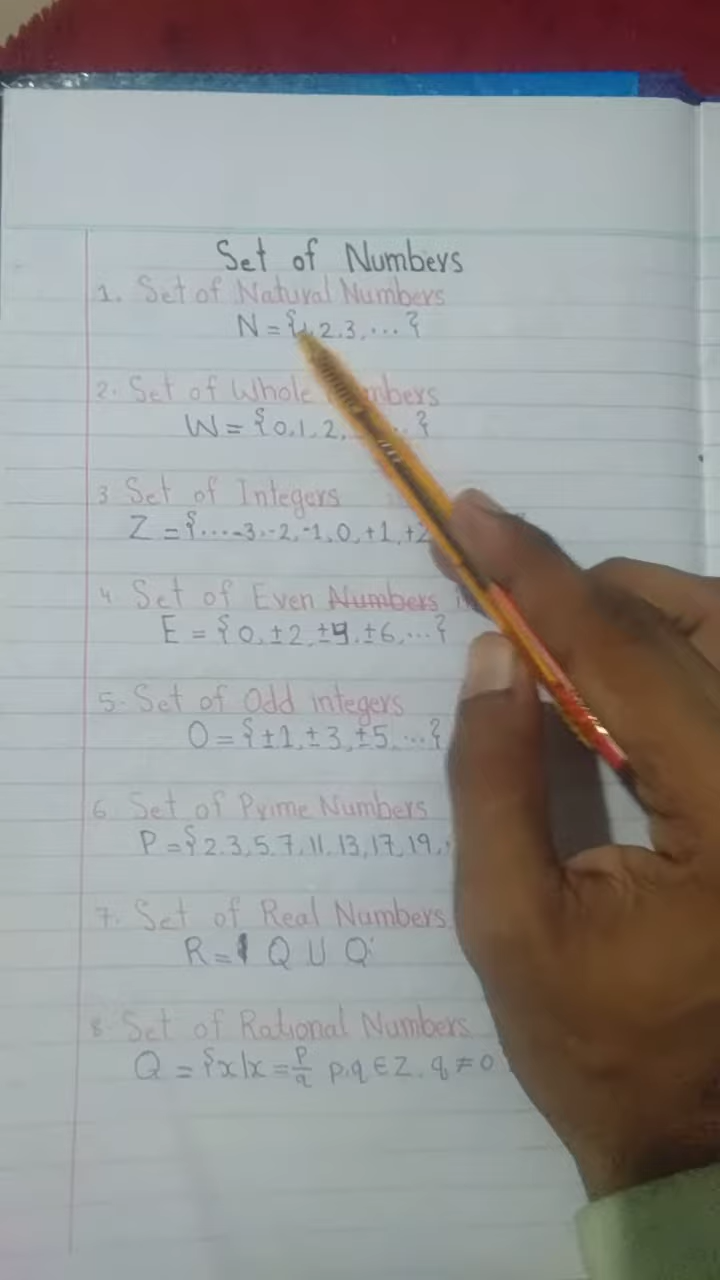 Set of Numbers
1. Set of Natural Numbers
N = {1, 2, 3, ... }
2. Set of Whole
W = {0, 1, 2, ... }
3 Set of Integers
Z = {... -3, -2, -1, 0, +1, +2
4 Set of Even Numbers
E = {0, ±2, ±4, ±6, ... }
5. Set of Odd integers
O = {±1, ±3, ±5, ... }
6 Set of Prime Numbers
P = {2, 3, 5, 7, 11, 13, 17, 19,
7. Set of Real Numbers
R = Q U Q'
8 Set of Rational Numbers
Q = {x/x = p/q p, q ∈ Z, q ≠ 0